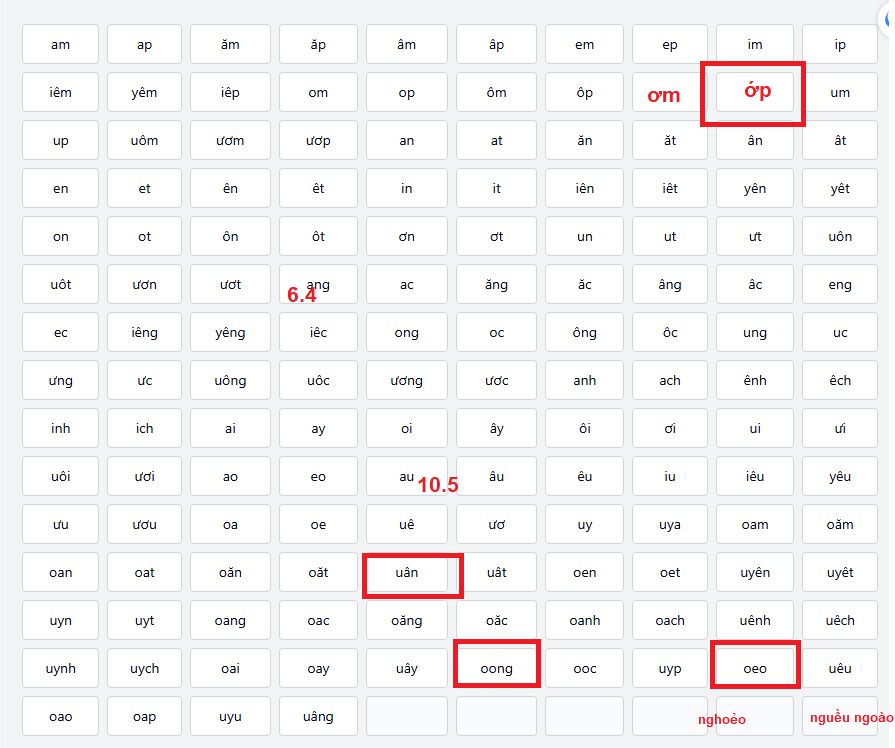 am ap ăm ăp âm âp em ep im ip
iêm yêm iêp om op ôm ôp ơm ớp um
up uôm ươm ươp an at ăn ăt ân ât
en et ên êt in it iên iêt yên yêt
on ot ôn ôt ơn ơt un ut ưt uôn
uôt ươn ươt ang ac ăng ăc âng âc eng
6.4
ec iêng yêng iêc ong oc ông ôc ung uc
ưng ưc uông uôc ương ươc anh ach ênh êch
inh ich ai ay oi ây ôi ơi ui ưi
uôi ươi ao eo au âu êu iu iêu yêu
10.5
ưu ươu oa oe uê ươ uy uya oam oăm
oan oat oăn oăt uân uât oen oet uyên uyêt
uyn uyt oang oac oăng oăc oanh oach uênh uêch
uynh uych oai oay uây oong ooc uyp oeo uêu
oao oap uyu uâng nghoẻo nguều ngoào